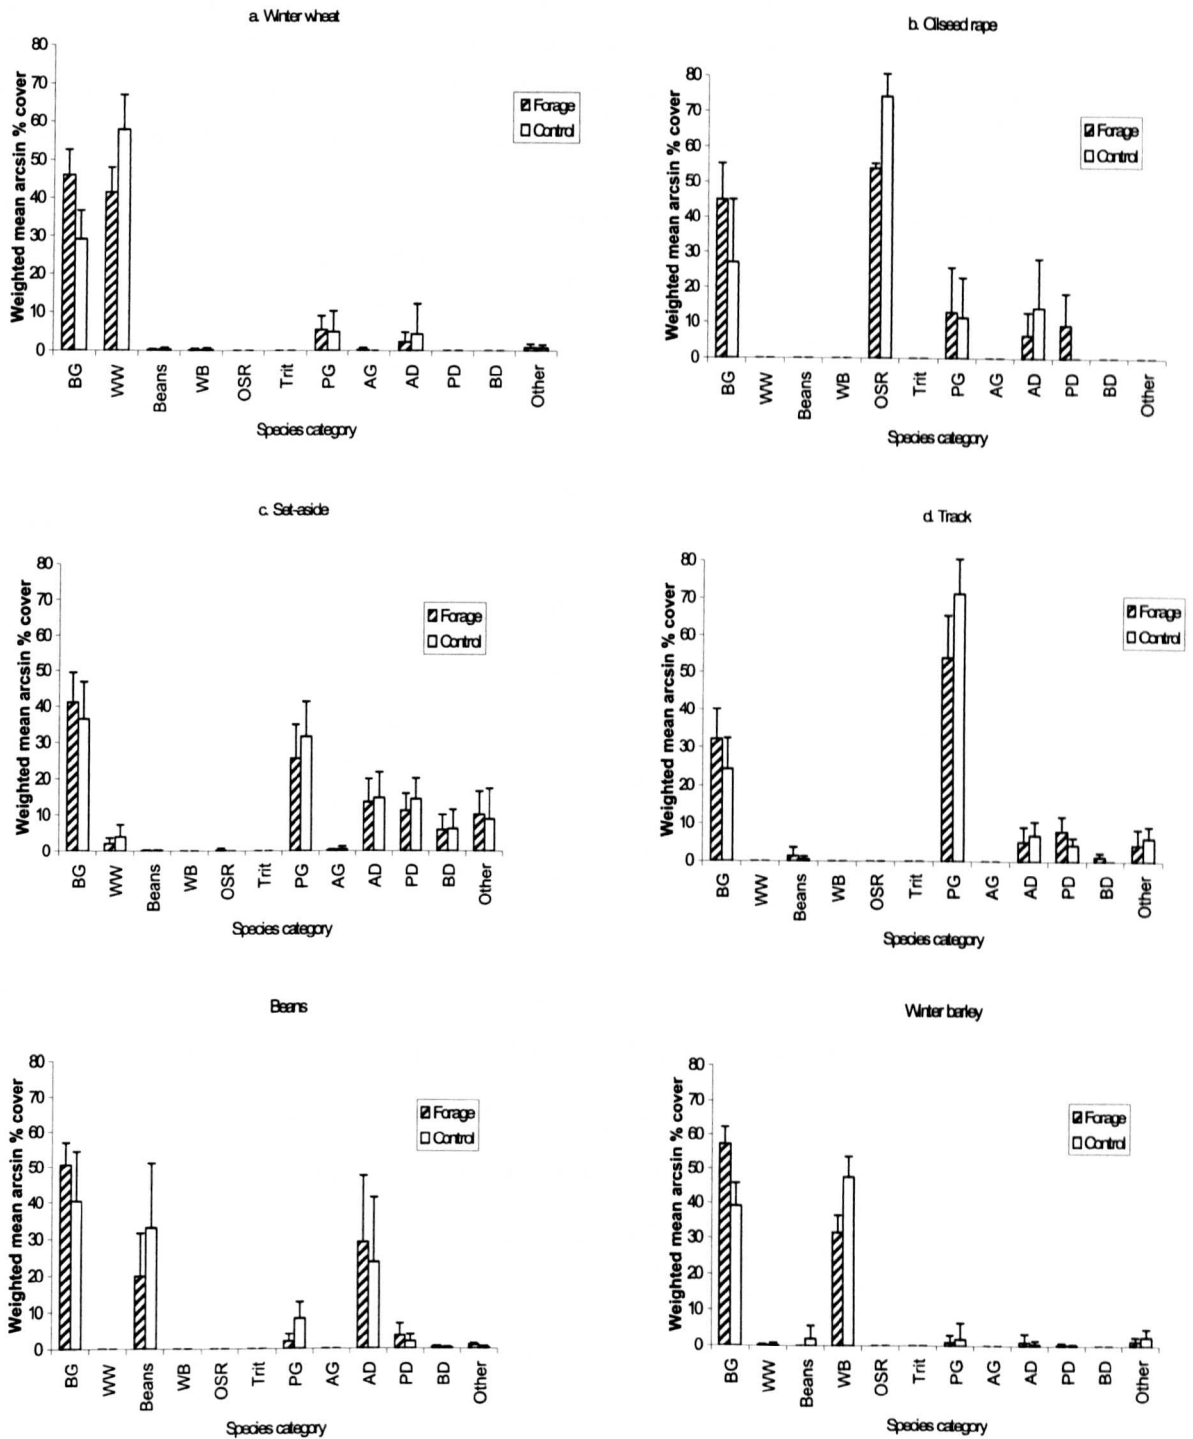 a. Winter wheat
Weighted mean arcsin % cover
80
70
60
50
40
30
20
10
0
Forage
Control
BG WW Beans WB OSR Trit PG AG AD PD BD Other
Species category
b. Oilseed rape
Weighted mean arcsin % cover
80
70
60
50
40
30
20
10
0
Forage
Control
BG WW Beans WB OSR Trit PG AG AD PD BD Other
Species category
c. Set-aside
Weighted mean arcsin % cover
80
70
60
50
40
30
20
10
0
Forage
Control
BG WW Beans WB OSR Trit PG AG AD PD BD Other
Species category
d. Track
Weighted mean arcsin % cover
80
70
60
50
40
30
20
10
0
Forage
Control
BG WW Beans WB OSR Trit PG AG AD PD BD Other
Species category
Beans
Weighted mean arcsin % cover
80
70
60
50
40
30
20
10
0
Forage
Control
BG WW Beans WB OSR Trit PG AG AD PD BD Other
Species category
Winter barley
Weighted mean arcsin % cover
80
70
60
50
40
30
20
10
0
Forage
Control
BG WW Beans WB OSR Trit PG AG AD PD BD Other
Species category